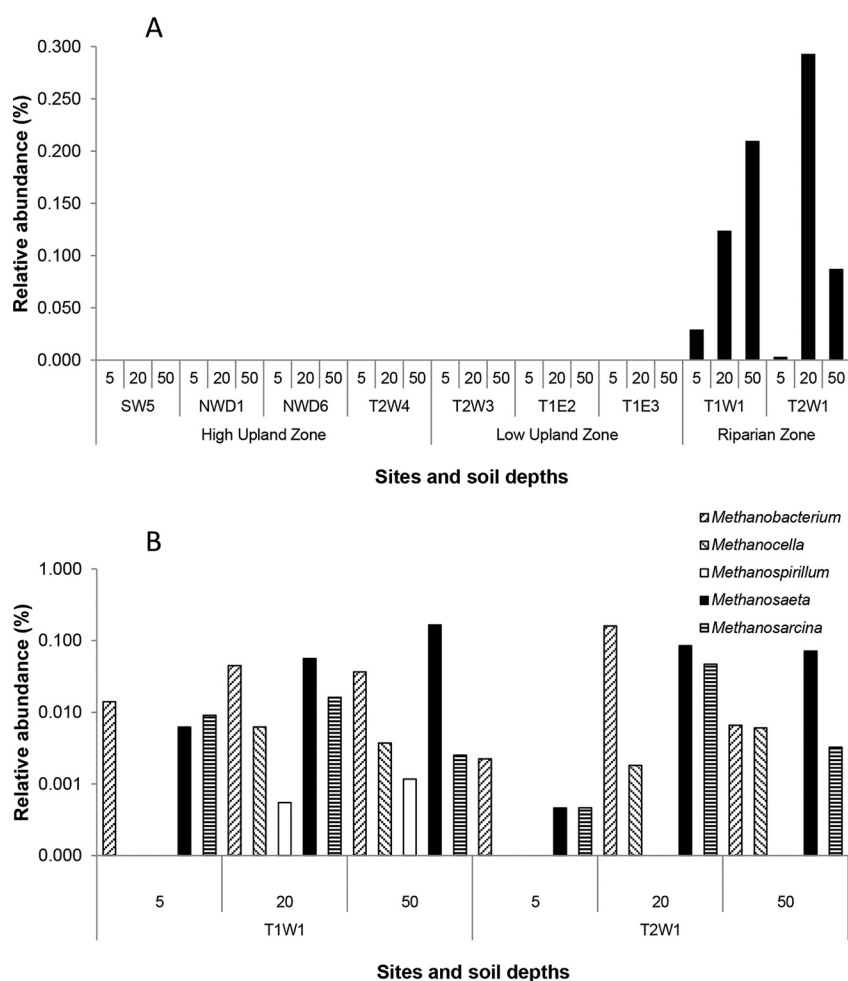 A
Relative abundance (%)
0.300
0.250
0.200
0.150
0.100
0.050
0.000
5 20 50 5 20 50 5 20 50 5 20 50 5 20 50 5 20 50 5 20 50 5 20 50 5 20 50
SW5 NWD1 NWD6 T2W4 T2W3 T1E2 T1E3 T1W1 T2W1
High Upland Zone Low Upland Zone Riparian Zone
Sites and soil depths
B
Methanobacterium
Methanocella
Methanospirillum
Methanosaeta
Methanosarcina
Relative abundance (%)
1.000
0.100
0.010
0.001
0.000
5 20 50 5 20 50
T1W1 T2W1
Sites and soil depths